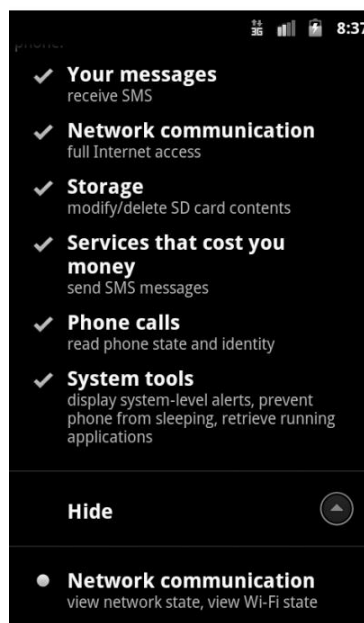 3G 8:37
phone.
Your messages
receive SMS
Network communication
full Internet access
Storage
modify/delete SD card contents
Services that cost you
money
send SMS messages
Phone calls
read phone state and identity
System tools
display system-level alerts, prevent
phone from sleeping, retrieve running
applications
Hide
Network communication
view network state, view Wi-Fi state